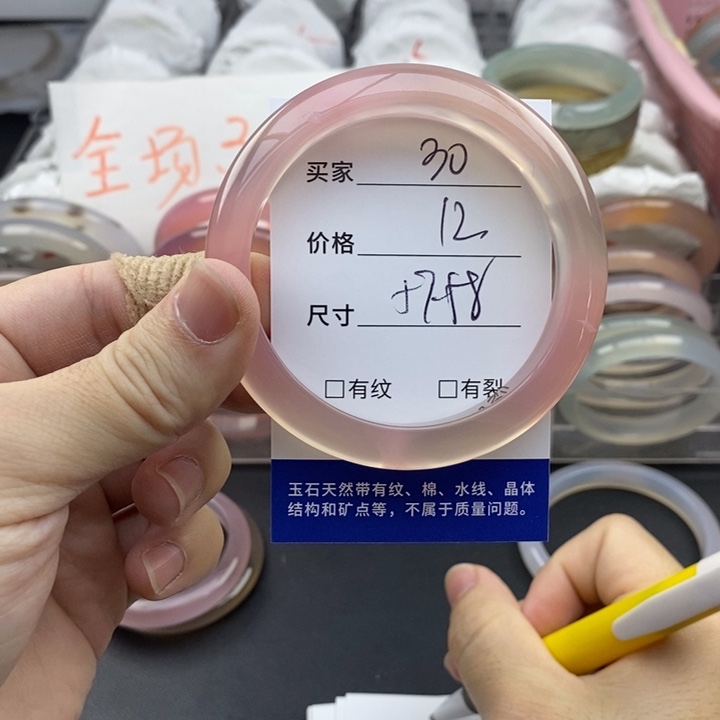 全场
买家 30
价格 12
尺寸 57-58
□有纹 □有裂
玉石天然带有纹、棉、水线、晶体
结构和矿点等，不属于质量问题。